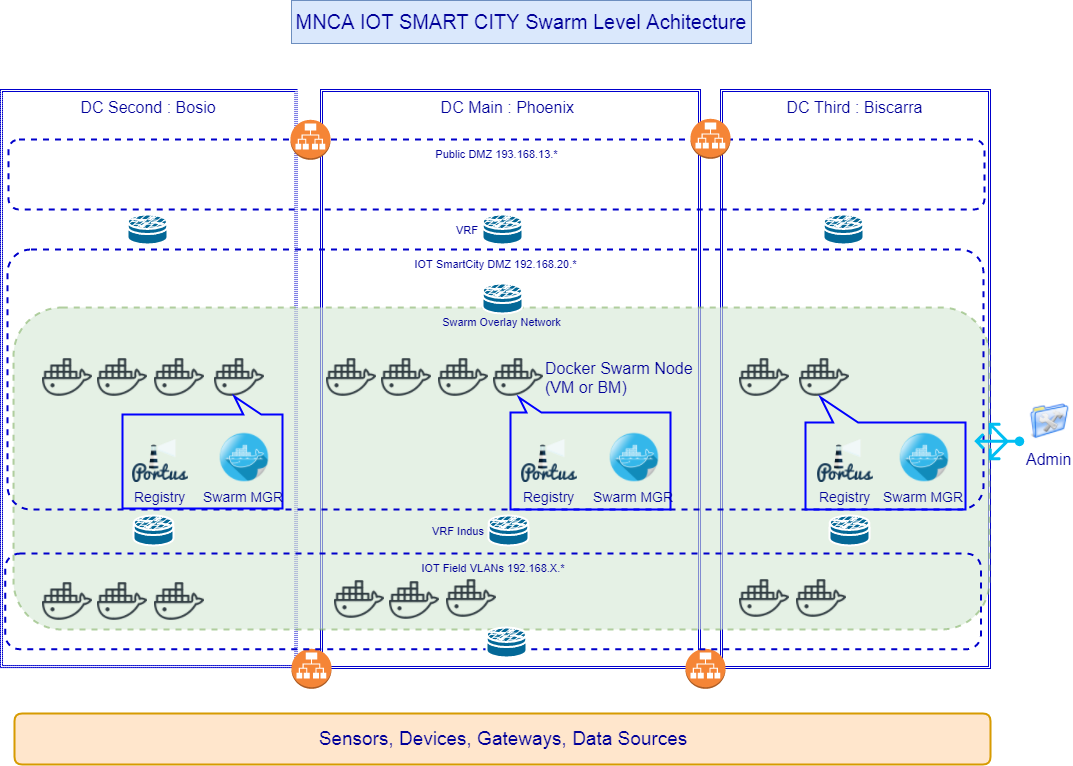 MNCA IOT SMART CITY Swarm Level Achitecture
DC Second : Bosio
DC Main : Phoenix
DC Third : Biscarra
Public DMZ 193.168.13.*
VRF
IOT SmartCity DMZ 192.168.20.*
Swarm Overlay Network
Docker Swarm Node
(VM or BM)
Portus
Registry
Swarm MGR
Portus
Registry
Swarm MGR
Portus
Registry
Swarm MGR
Admin
VRF Indus
IOT Field VLANs 192.168.X.*
Sensors, Devices, Gateways, Data Sources